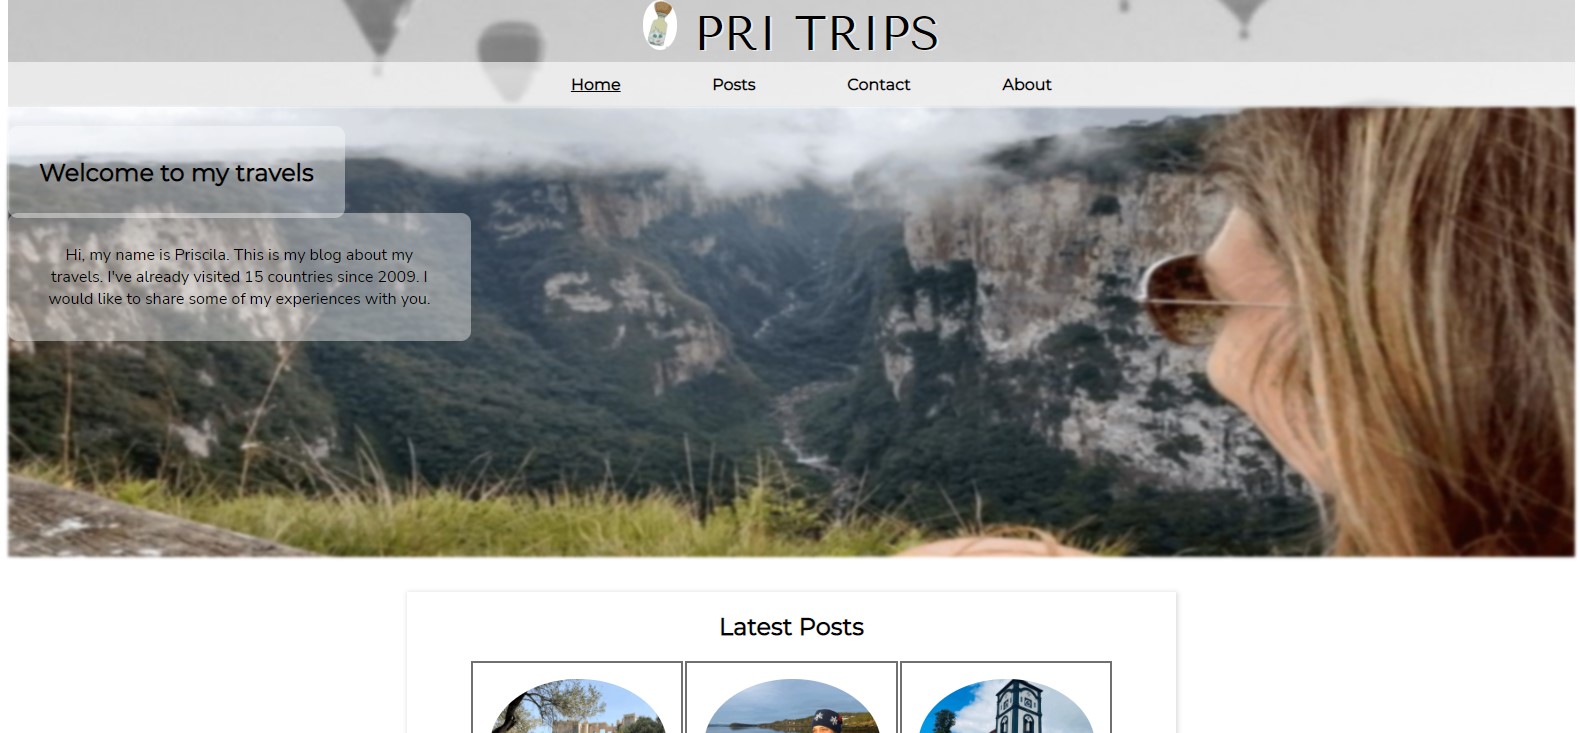 PRI TRIPS
Home Posts Contact About
Welcome to my travels
Hi, my name is Priscila. This is my blog about my
travels. I've already visited 15 countries since 2009. I
would like to share some of my experiences with you.
Latest Posts